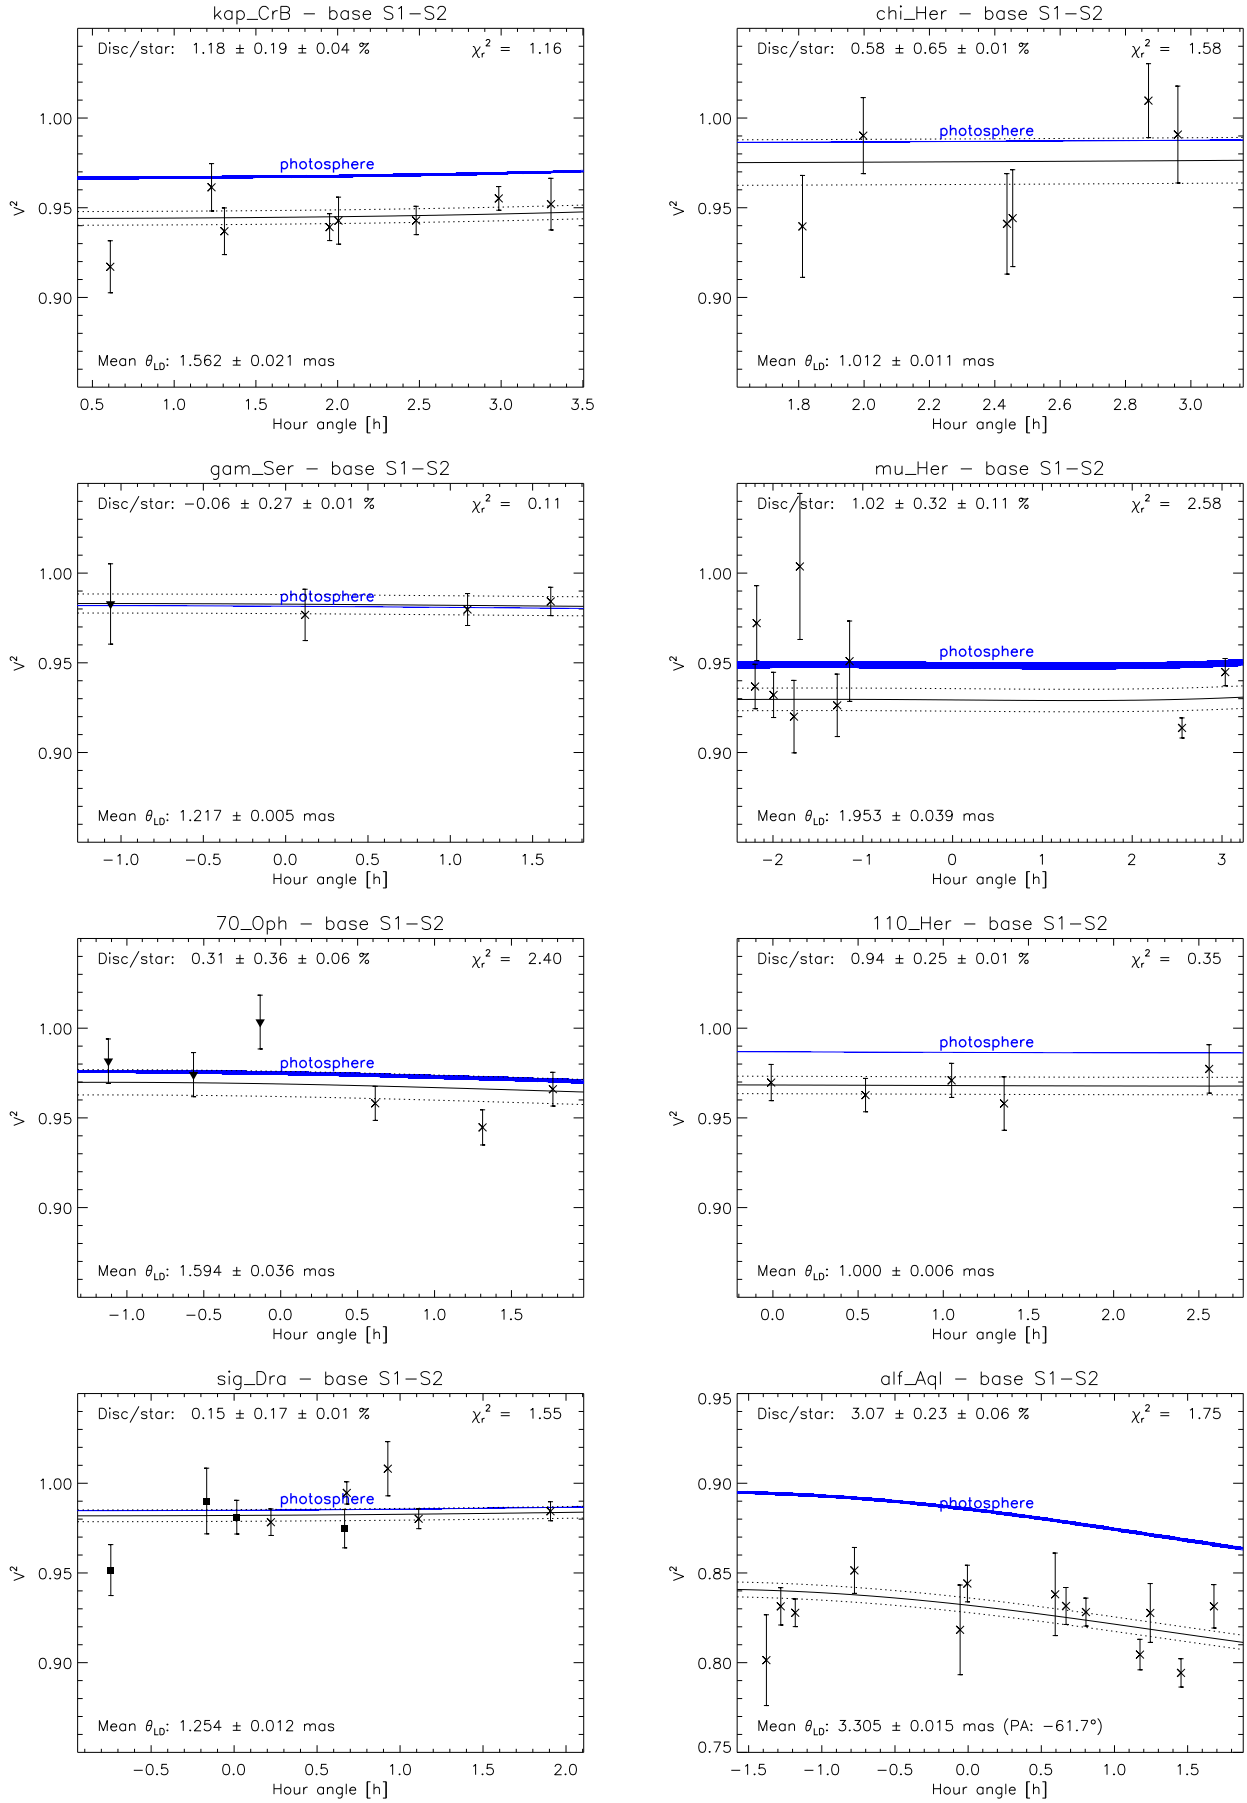 kap_CrB − base S1−S2
Disc/star: 1.18 ± 0.19 ± 0.04 %
χr² = 1.16
1.00
photosphere
V²
0.95
0.90
Mean θLD: 1.562 ± 0.021 mas
0.5 1.0 1.5 2.0 2.5 3.0 3.5
Hour angle [h]
chi_Her − base S1−S2
Disc/star: 0.58 ± 0.65 ± 0.01 %
χr² = 1.58
1.00
photosphere
V²
0.95
0.90
Mean θLD: 1.012 ± 0.011 mas
1.8 2.0 2.2 2.4 2.6 2.8 3.0
Hour angle [h]
gam_Ser − base S1−S2
Disc/star: −0.06 ± 0.27 ± 0.01 %
χr² = 0.11
1.00
photosphere
V²
0.95
0.90
Mean θLD: 1.217 ± 0.005 mas
−1.0 −0.5 0.0 0.5 1.0 1.5
Hour angle [h]
mu_Her − base S1−S2
Disc/star: 1.02 ± 0.32 ± 0.11 %
χr² = 2.58
1.00
photosphere
V²
0.95
0.90
Mean θLD: 1.953 ± 0.039 mas
−2 −1 0 1 2 3
Hour angle [h]
70_Oph − base S1−S2
Disc/star: 0.31 ± 0.36 ± 0.06 %
χr² = 2.40
1.00
photosphere
V²
0.95
0.90
Mean θLD: 1.594 ± 0.036 mas
−1.0 −0.5 0.0 0.5 1.0 1.5
Hour angle [h]
110_Her − base S1−S2
Disc/star: 0.94 ± 0.25 ± 0.01 %
χr² = 0.35
1.00
photosphere
V²
0.95
0.90
Mean θLD: 1.000 ± 0.006 mas
0.0 0.5 1.0 1.5 2.0 2.5
Hour angle [h]
sig_Dra − base S1−S2
Disc/star: 0.15 ± 0.17 ± 0.01 %
χr² = 1.55
1.00
photosphere
V²
0.95
0.90
Mean θLD: 1.254 ± 0.012 mas
−0.5 0.0 0.5 1.0 1.5 2.0
Hour angle [h]
alf_Aql − base S1−S2
0.95
Disc/star: 3.07 ± 0.23 ± 0.06 %
χr² = 1.75
0.90
photosphere
V²
0.85
0.80
Mean θLD: 3.305 ± 0.015 mas (PA: −61.7°)
0.75
−1.5 −1.0 −0.5 0.0 0.5 1.0 1.5
Hour angle [h]